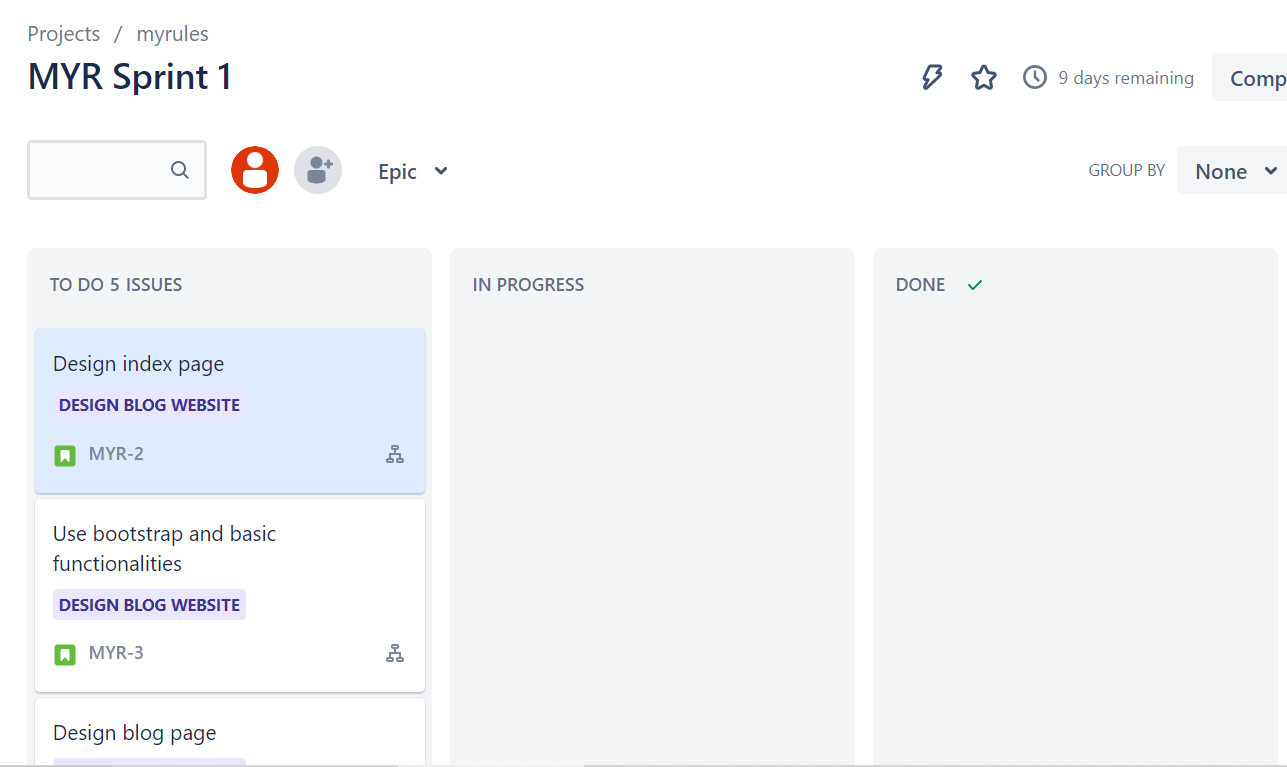 Projects / myrules
MYR Sprint 1
9 days remaining
Comp
Epic
GROUP BY
None
TO DO 5 ISSUES
IN PROGRESS
DONE
Design index page
DESIGN BLOG WEBSITE
MYR-2
Use bootstrap and basic
functionalities
DESIGN BLOG WEBSITE
MYR-3
Design blog page